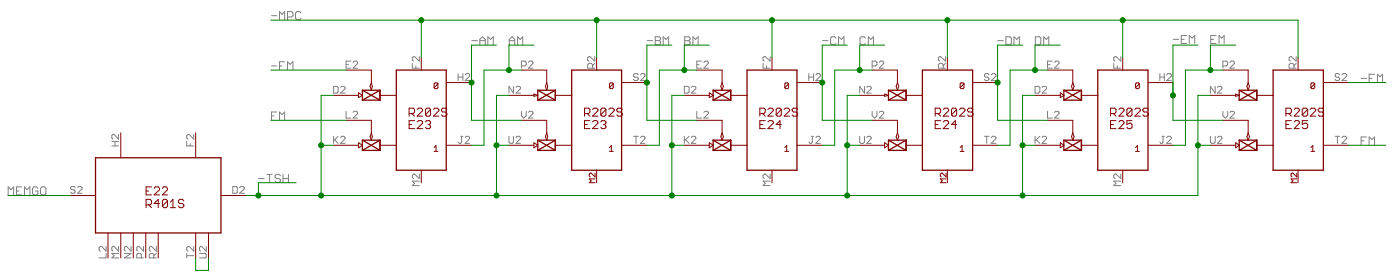 -MPC
-AM AM -BM BM -CM CM -DM DM -EM EM
-FM E2 F2 P2 R2 E2 F2 P2 R2 E2 F2 P2 R2
H2 S2 H2 S2 H2 S2 -FM
0 0 0 0 0 0
D2 N2 D2 N2 D2 N2
FM L2 R202S V2 R202S L2 R202S V2 R202S L2 R202S V2 R202S
E23 E23 E24 E24 E25 E25
K2 1 J2 U2 1 T2 K2 1 J2 U2 1 T2 K2 1 J2 U2 1 T2 FM
H2 F2
M2 M2 M2 M2 M2 M2
-TSH
MEMGO S2 E22 D2
R401S
L2 M2 N2 P2 R2 T2 U2